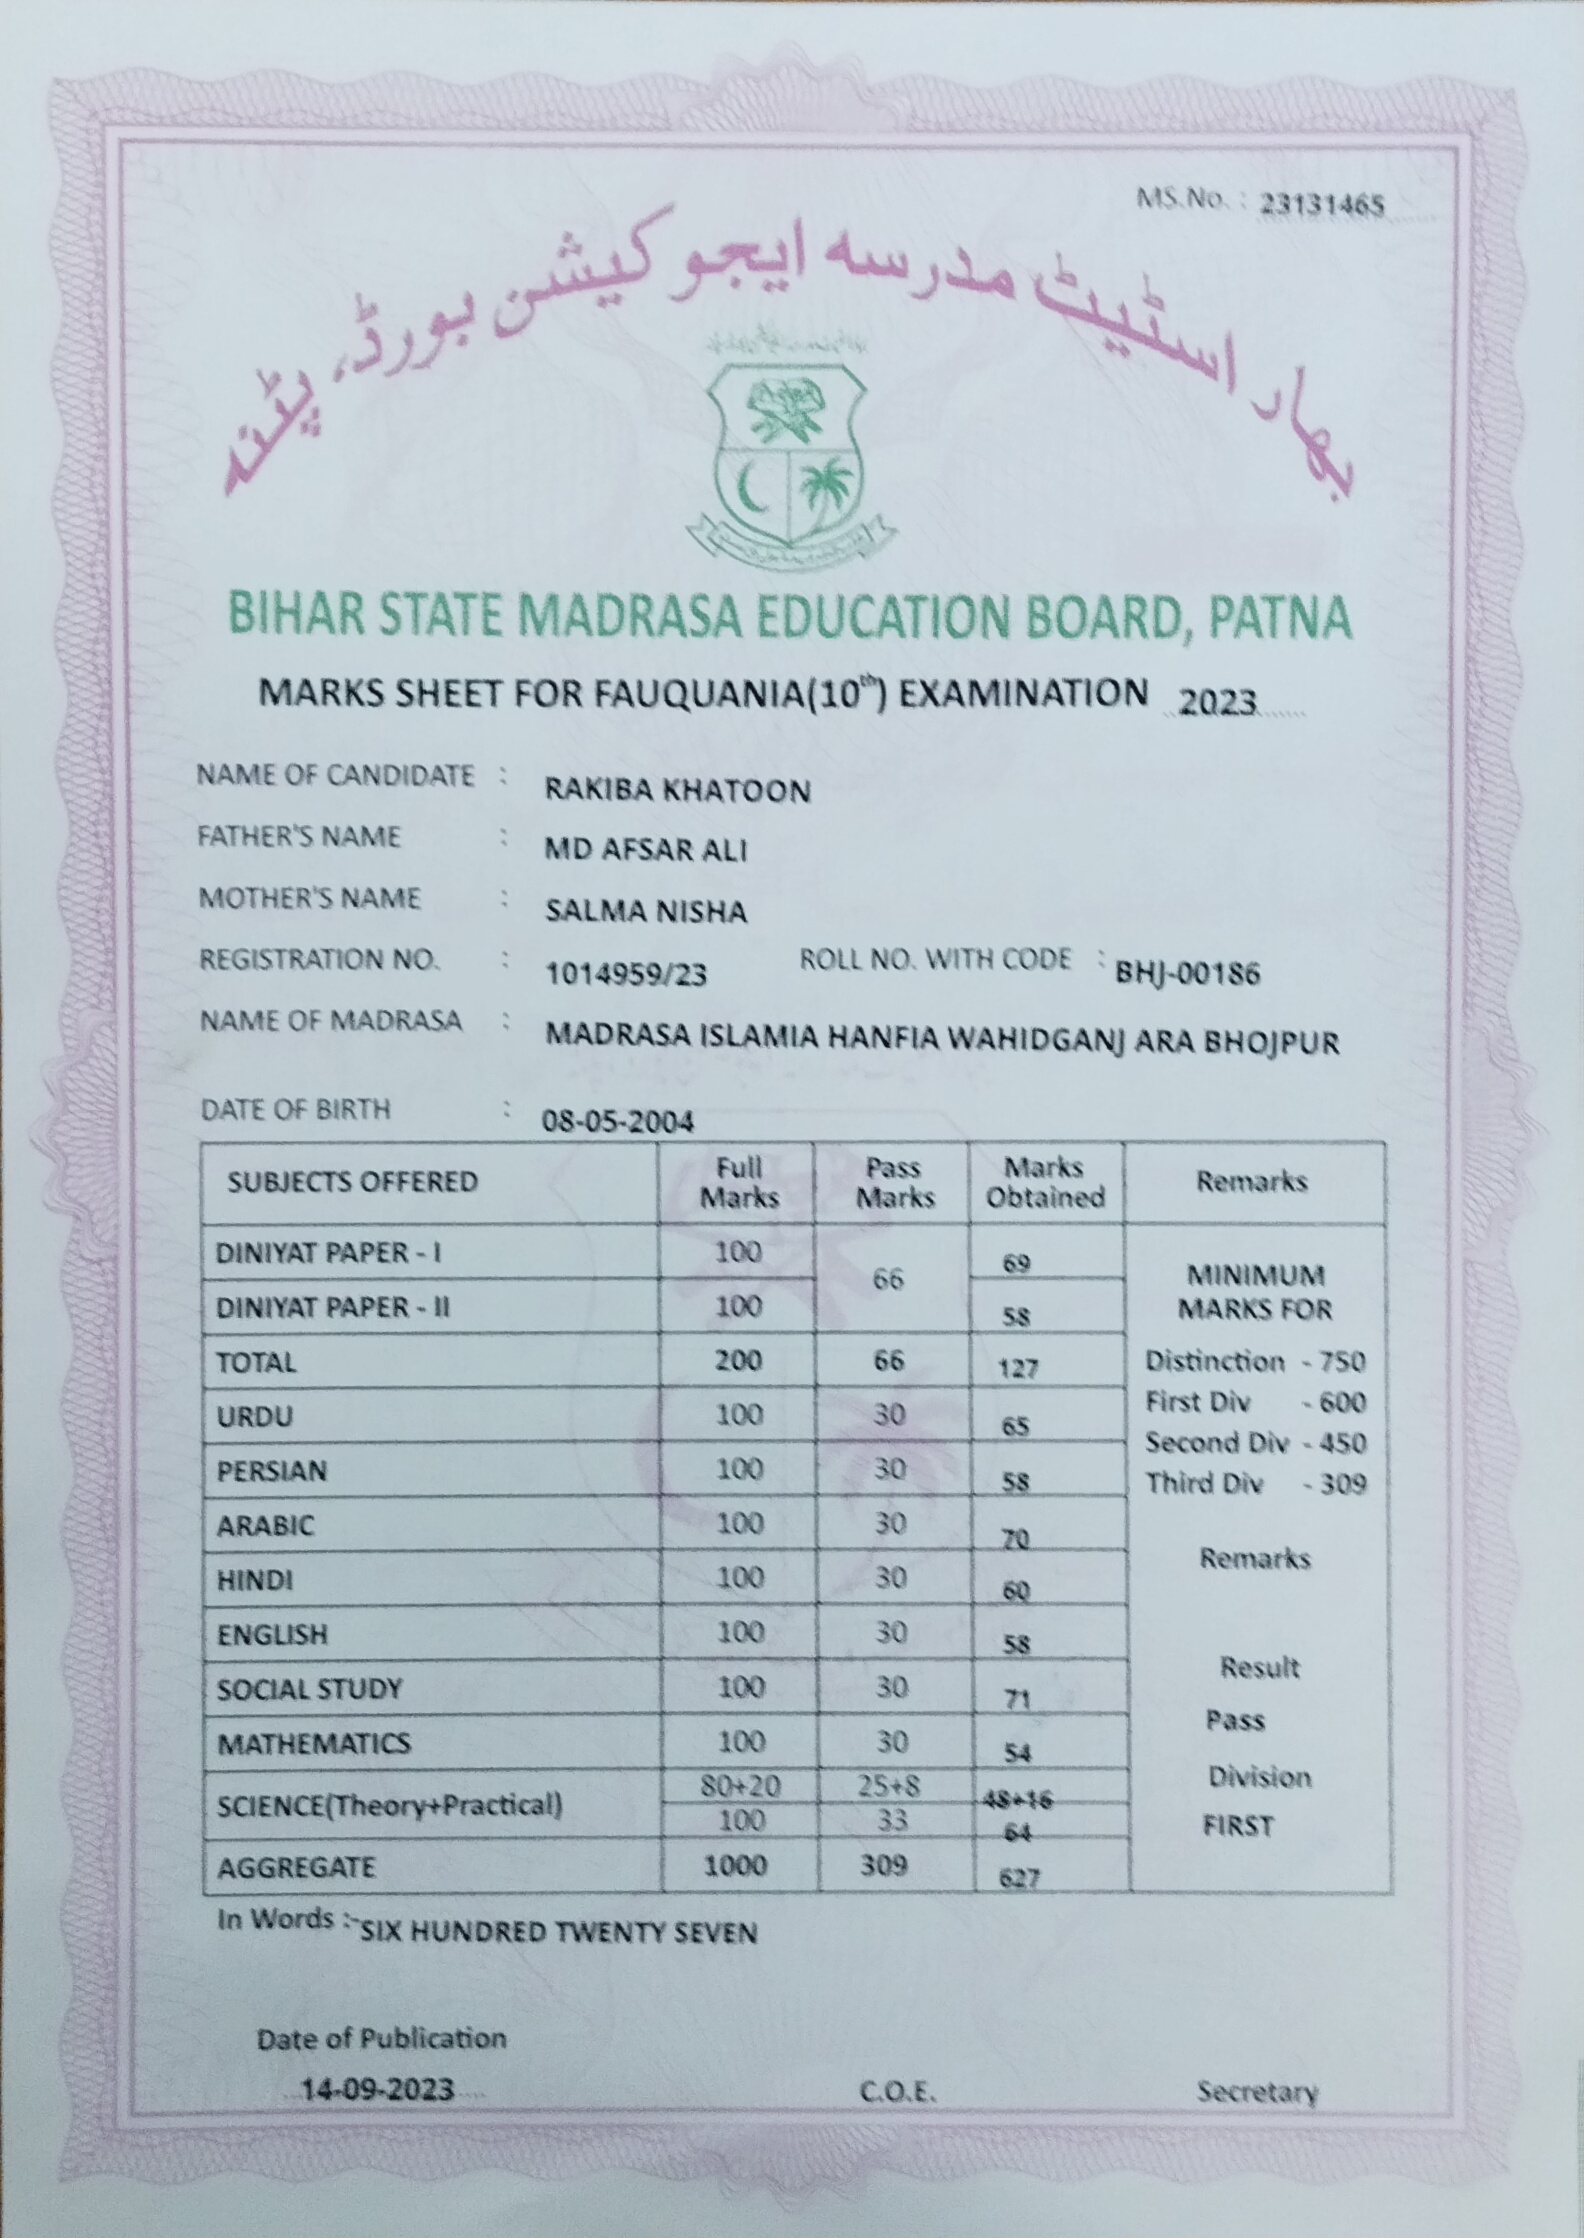 MS.No. : 23131465
بہار اسٹیٹ مدرسہ ایجوکیشن بورڈ، پٹنہ
BIHAR STATE MADRASA EDUCATION BOARD, PATNA
MARKS SHEET FOR FAUQUANIA(10th) EXAMINATION 2023
NAME OF CANDIDATE : RAKIBA KHATOON
FATHER'S NAME : MD AFSAR ALI
MOTHER'S NAME : SALMA NISHA
REGISTRATION NO. : 1014959/23 ROLL NO. WITH CODE : BHJ-00186
NAME OF MADRASA : MADRASA ISLAMIA HANFIA WAHIDGANJ ARA BHOJPUR
DATE OF BIRTH : 08-05-2004
SUBJECTS OFFERED Full Marks Pass Marks Marks Obtained Remarks
DINIYAT PAPER - I 100 66 69
DINIYAT PAPER - II 100 58
MINIMUM
MARKS FOR
TOTAL 200 66 127 Distinction - 750
First Div - 600
URDU 100 30 65
Second Div - 450
PERSIAN 100 30 58 Third Div - 309
ARABIC 100 30 70
Remarks
HINDI 100 30 60
ENGLISH 100 30 58
Result
SOCIAL STUDY 100 30 71
Pass
MATHEMATICS 100 30 54
Division
SCIENCE(Theory+Practical) 80+20 25+8 48+16
100 33 64 FIRST
AGGREGATE 1000 309 627
In Words :-SIX HUNDRED TWENTY SEVEN
Date of Publication
14-09-2023 C.O.E. Secretary